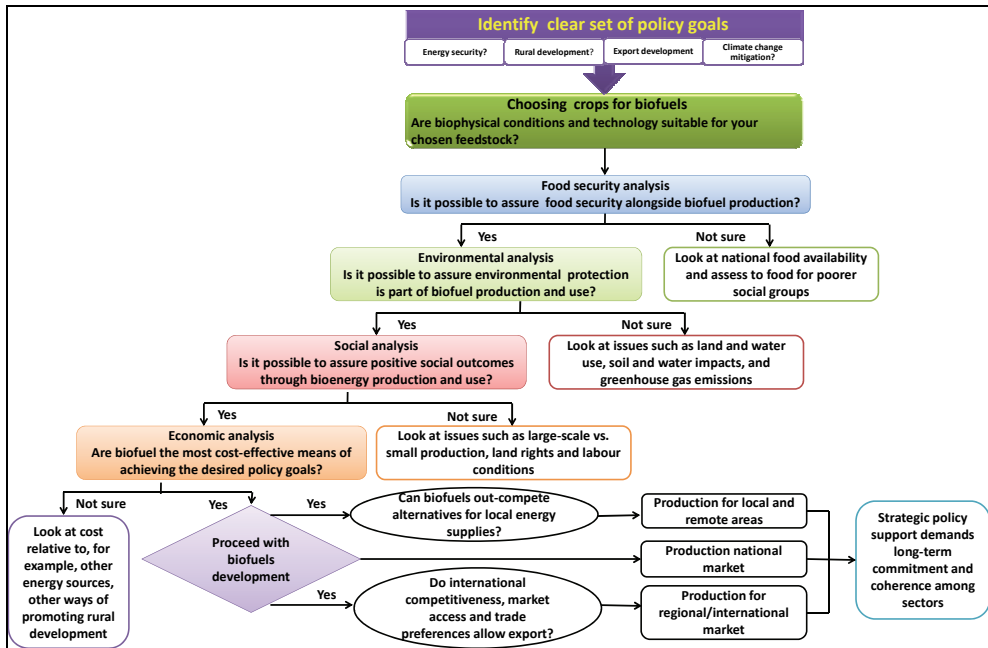 Identify clear set of policy goals
Energy security?
Rural development?
Export development
Climate change
mitigation?
Choosing crops for biofuels
Are biophysical conditions and technology suitable for your
chosen feedstock?
Food security analysis
Is it possible to assure food security alongside biofuel production?
Yes
Not sure
Environmental analysis
Is it possible to assure environmental protection
is part of biofuel production and use?
Look at national food availability
and assess to food for poorer
social groups
Yes
Not sure
Social analysis
Is it possible to assure positive social outcomes
through bioenergy production and use?
Look at issues such as land and water
use, soil and water impacts, and
greenhouse gas emissions
Yes
Not sure
Economic analysis
Are biofuel the most cost-effective means of
achieving the desired policy goals?
Look at issues such as large-scale vs.
small production, land rights and labour
conditions
Not sure
Yes
Look at cost
relative to, for
example, other
energy sources,
other ways of
promoting rural
development
Proceed with
biofuels
development
Yes
Can biofuels out-compete
alternatives for local energy
supplies?
Production for local and
remote areas
Production national
market
Yes
Do international
competitiveness, market
access and trade
preferences allow export?
Production for
regional/international
market
Strategic policy
support demands
long-term
commitment and
coherence among
sectors